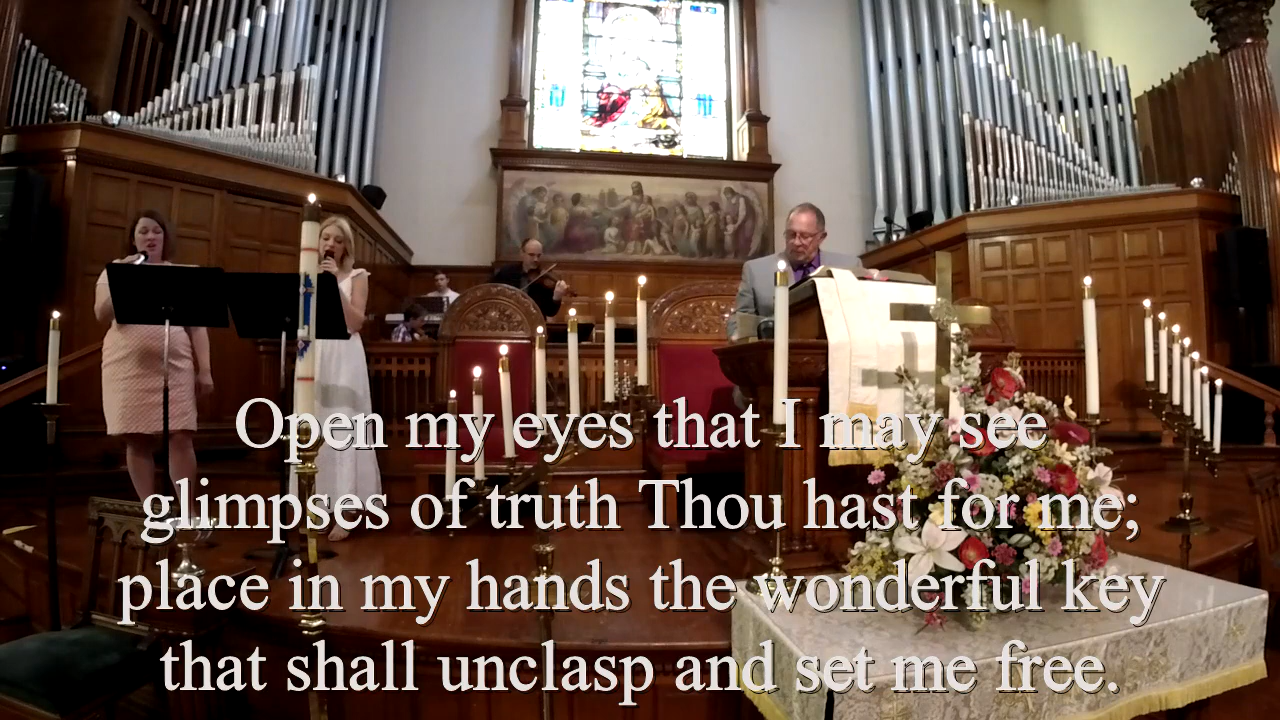 Open my eyes that I may see
glimpses of truth Thou hast for me;
place in my hands the wonderful key
that shall unclasp and set me free.